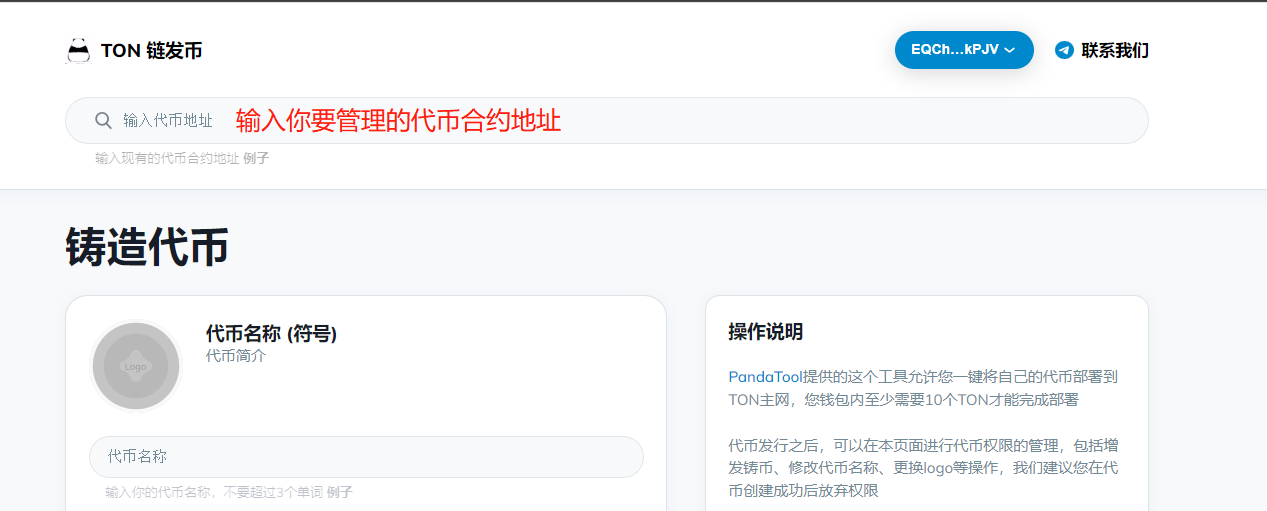 TON 链发币
EQCh...kPJV
联系我们
输入代币地址
输入你要管理的代币合约地址
输入现有的代币合约地址 例子
铸造代币
Logo
代币名称 (符号)
代币简介
代币名称
输入你的代币名称，不要超过3个单词 例子
操作说明
PandaTool提供的这个工具允许您一键将自己的代币部署到
TON主网，您钱包内至少需要10个TON才能完成部署
代币发行之后，可以在本页面进行代币权限的管理，包括增
发铸币、修改代币名称、更换logo等操作，我们建议您在代
币创建成功后放弃权限